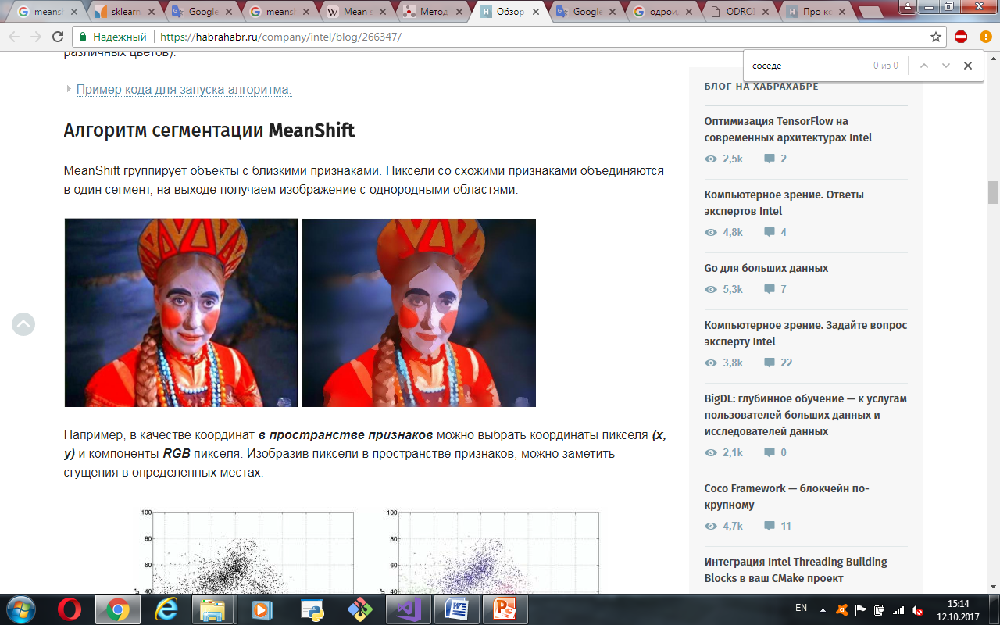 meansh
sklearn
Google
meansh
Mean s
Метод
Обзор
Google
одрои
ODROI
Про ко
Надежный
https://habrahabr.ru/company/intel/blog/266347/
соседе
0 из 0
различных цветов).
Пример кода для запуска алгоритма:
Алгоритм сегментации MeanShift
MeanShift группирует объекты с близкими признаками. Пиксели со схожими признаками объединяются
в один сегмент, на выходе получаем изображение с однородными областями.
Например, в качестве координат в пространстве признаков можно выбрать координаты пикселя (x,
y) и компоненты RGB пикселя. Изобразив пиксели в пространстве признаков, можно заметить
сгущения в определенных местах.
100
80
60
40
100
80
60
40
БЛОГ НА ХАБРАХАБРЕ
Оптимизация TensorFlow на
современных архитектурах Intel
2,5k 2
Компьютерное зрение. Ответы
экспертов Intel
4,8k 4
Go для больших данных
5,3k 7
Компьютерное зрение. Задайте вопрос
эксперту Intel
3,8k 22
BigDL: глубинное обучение — к услугам
пользователей больших данных и
исследователей данных
2,1k 0
Coco Framework — блокчейн по-
крупному
4,7k 11
Интеграция Intel Threading Building
Blocks в ваш CMake проект
EN
15:14
12.10.2017